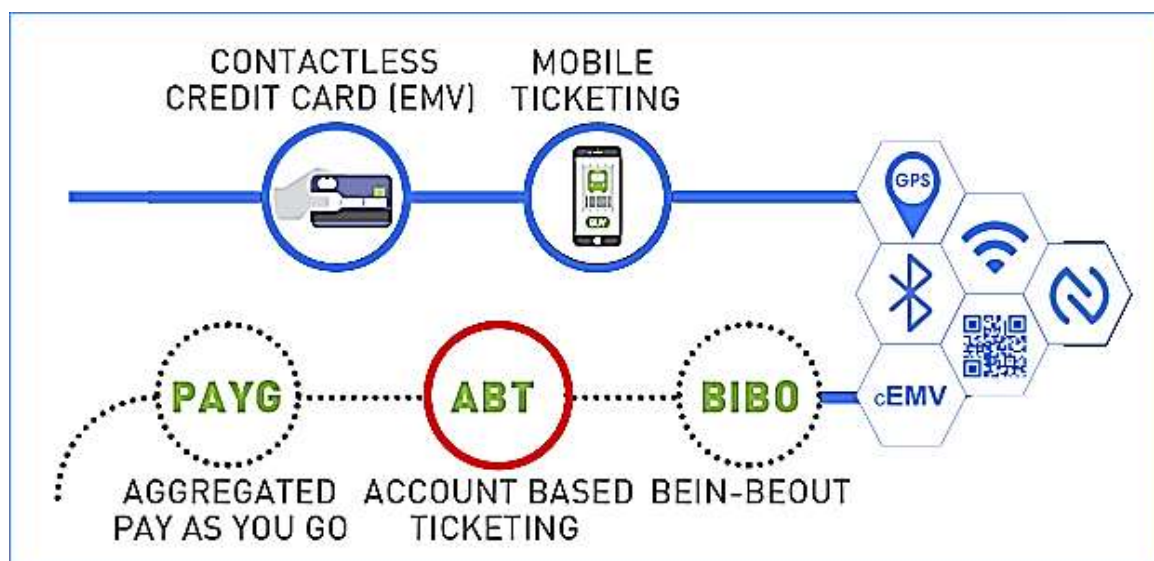 CONTACTLESS
CREDIT CARD (EMV)
MOBILE
TICKETING
GPS
cEMV
PAYG
ABT
BIBO
AGGREGATED
PAY AS YOU GO
ACCOUNT BASED
TICKETING
BEIN-BEOUT